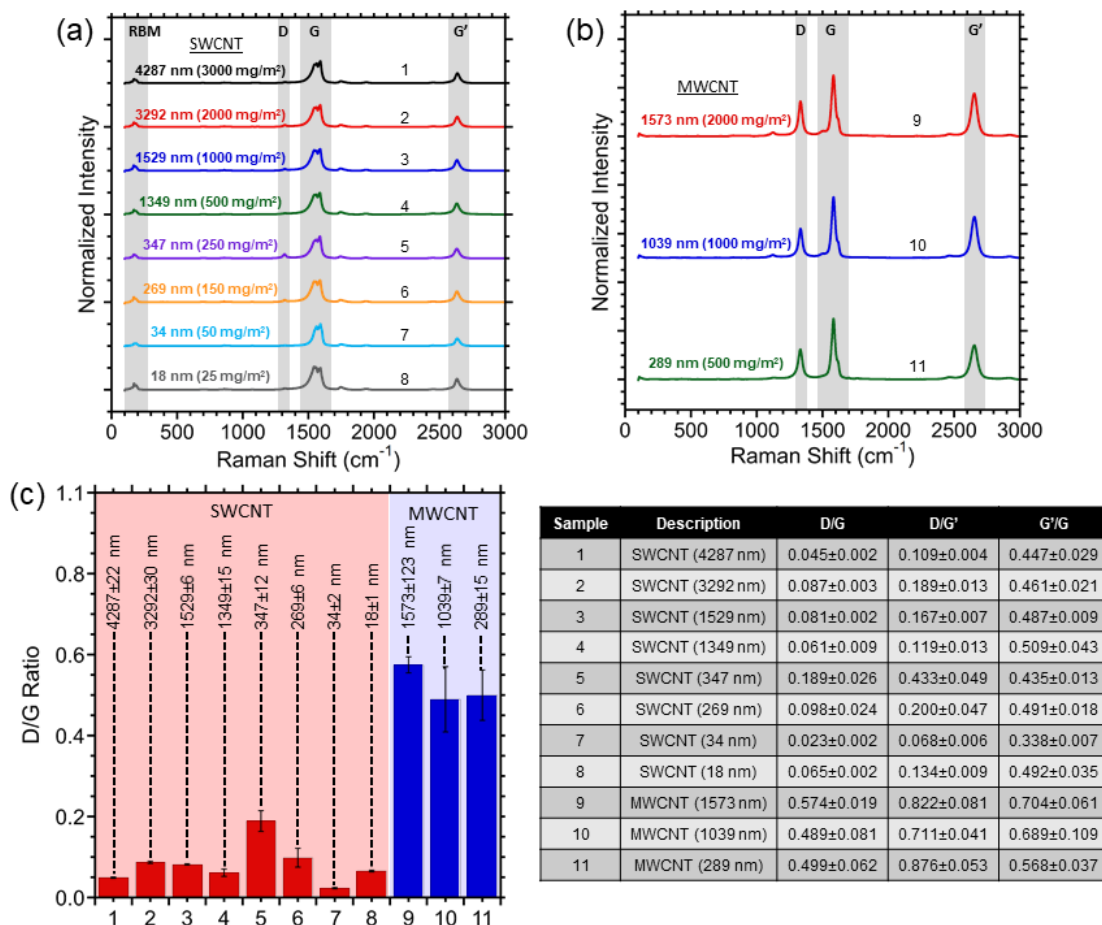 (a)
RBM D G G’
SWCNT
4287 nm (3000 mg/m²) 1
3292 nm (2000 mg/m²) 2
1529 nm (1000 mg/m²) 3
1349 nm (500 mg/m²) 4
347 nm (250 mg/m²) 5
269 nm (150 mg/m²) 6
34 nm (50 mg/m²) 7
18 nm (25 mg/m²) 8
Normalized Intensity
0 500 1000 1500 2000 2500 3000
Raman Shift (cm⁻¹)
(b)
D G G’
MWCNT
1573 nm (2000 mg/m²) 9
1039 nm (1000 mg/m²) 10
289 nm (500 mg/m²) 11
Normalized Intensity
0 500 1000 1500 2000 2500 3000
Raman Shift (cm⁻¹)
(c)
SWCNT MWCNT
1.1
0.8
0.6
0.4
0.2
0.0
D/G Ratio
4287±22 nm
3292±30 nm
1529±6 nm
1349±15 nm
347±12 nm
269±6 nm
34±2 nm
18±1 nm
1573±123 nm
1039±7 nm
289±15 nm
1 2 3 4 5 6 7 8 9 10 11
Sample Description D/G D/G’ G’/G
1 SWCNT (4287 nm) 0.045±0.002 0.109±0.004 0.447±0.029
2 SWCNT (3292 nm) 0.087±0.003 0.189±0.013 0.461±0.021
3 SWCNT (1529 nm) 0.081±0.002 0.167±0.007 0.487±0.009
4 SWCNT (1349 nm) 0.061±0.009 0.119±0.013 0.509±0.043
5 SWCNT (347 nm) 0.189±0.026 0.433±0.049 0.435±0.013
6 SWCNT (269 nm) 0.098±0.024 0.200±0.047 0.491±0.018
7 SWCNT (34 nm) 0.023±0.002 0.068±0.006 0.338±0.007
8 SWCNT (18 nm) 0.065±0.002 0.134±0.009 0.492±0.035
9 MWCNT (1573 nm) 0.574±0.019 0.822±0.081 0.704±0.061
10 MWCNT (1039 nm) 0.489±0.081 0.711±0.041 0.689±0.109
11 MWCNT (289 nm) 0.499±0.062 0.876±0.053 0.568±0.037